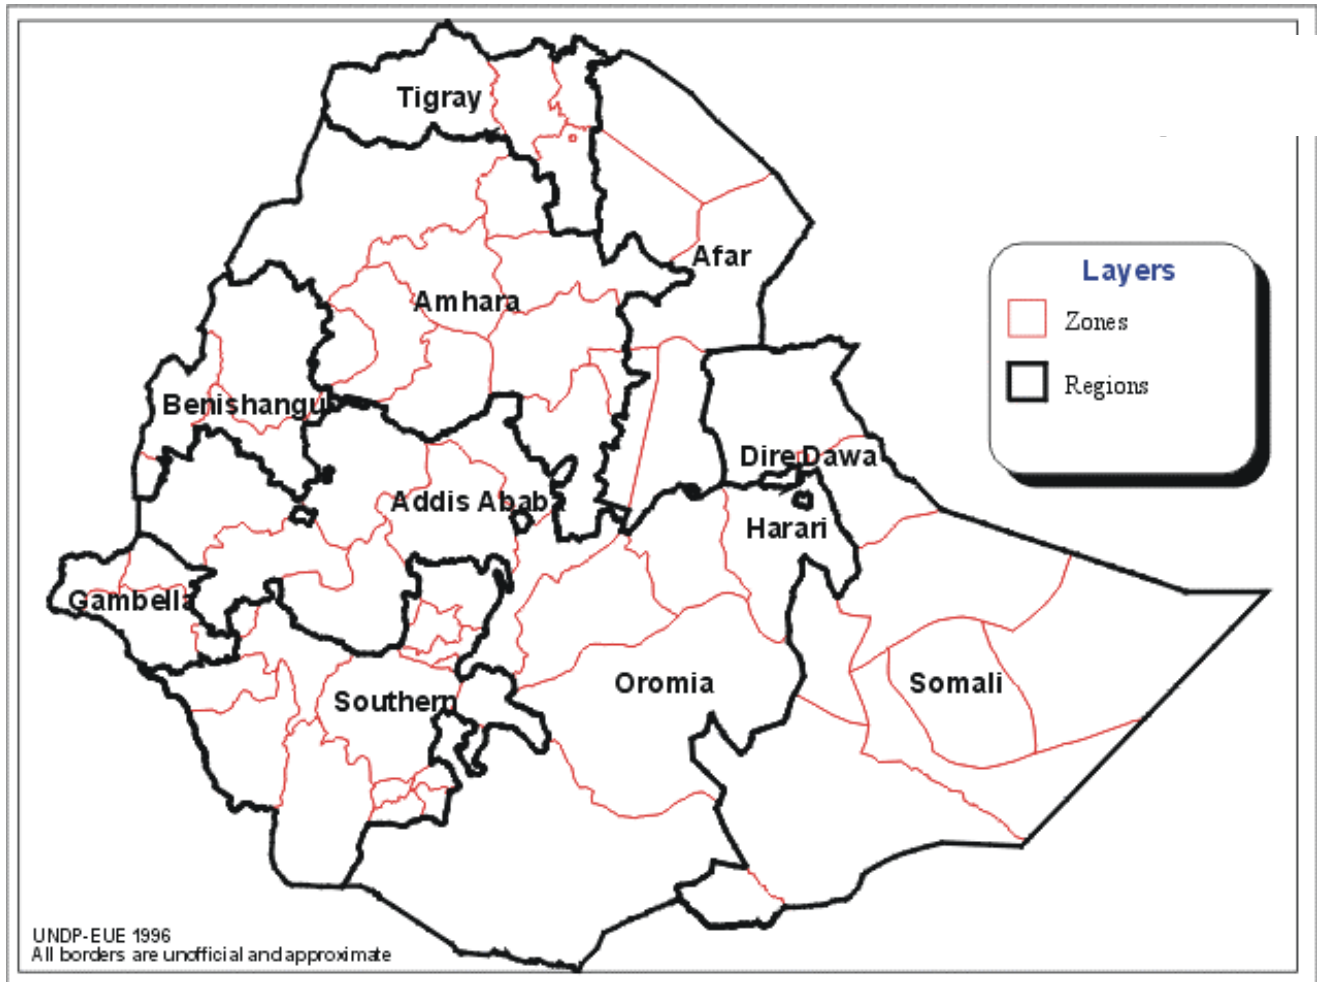 Tigray
Afar
Amhara
Layers
Zones
Regions
Benishangu
Dire Dawa
Addis Abab
Harari
Gambella
Oromia
Somali
Southern
UNDP-EUE 1996
All borders are unofficial and approximate